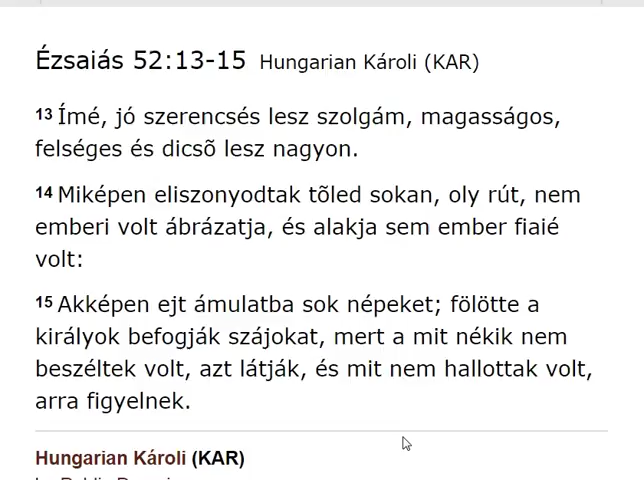 Ézsaiás 52:13-15 Hungarian Károli (KAR)
13 Ímé, jó szerencsés lesz szolgám, magasságos,
felséges és dicsõ lesz nagyon.
14 Miképen eliszonyodtak tõled sokan, oly rút, nem
emberi volt ábrázatja, és alakja sem ember fiaié
volt:
15 Akképen ejt ámulatba sok népeket; fölötte a
királyok befogják szájokat, mert a mit nékik nem
beszéltek volt, azt látják, és mit nem hallottak volt,
arra figyelnek.
Hungarian Károli (KAR)